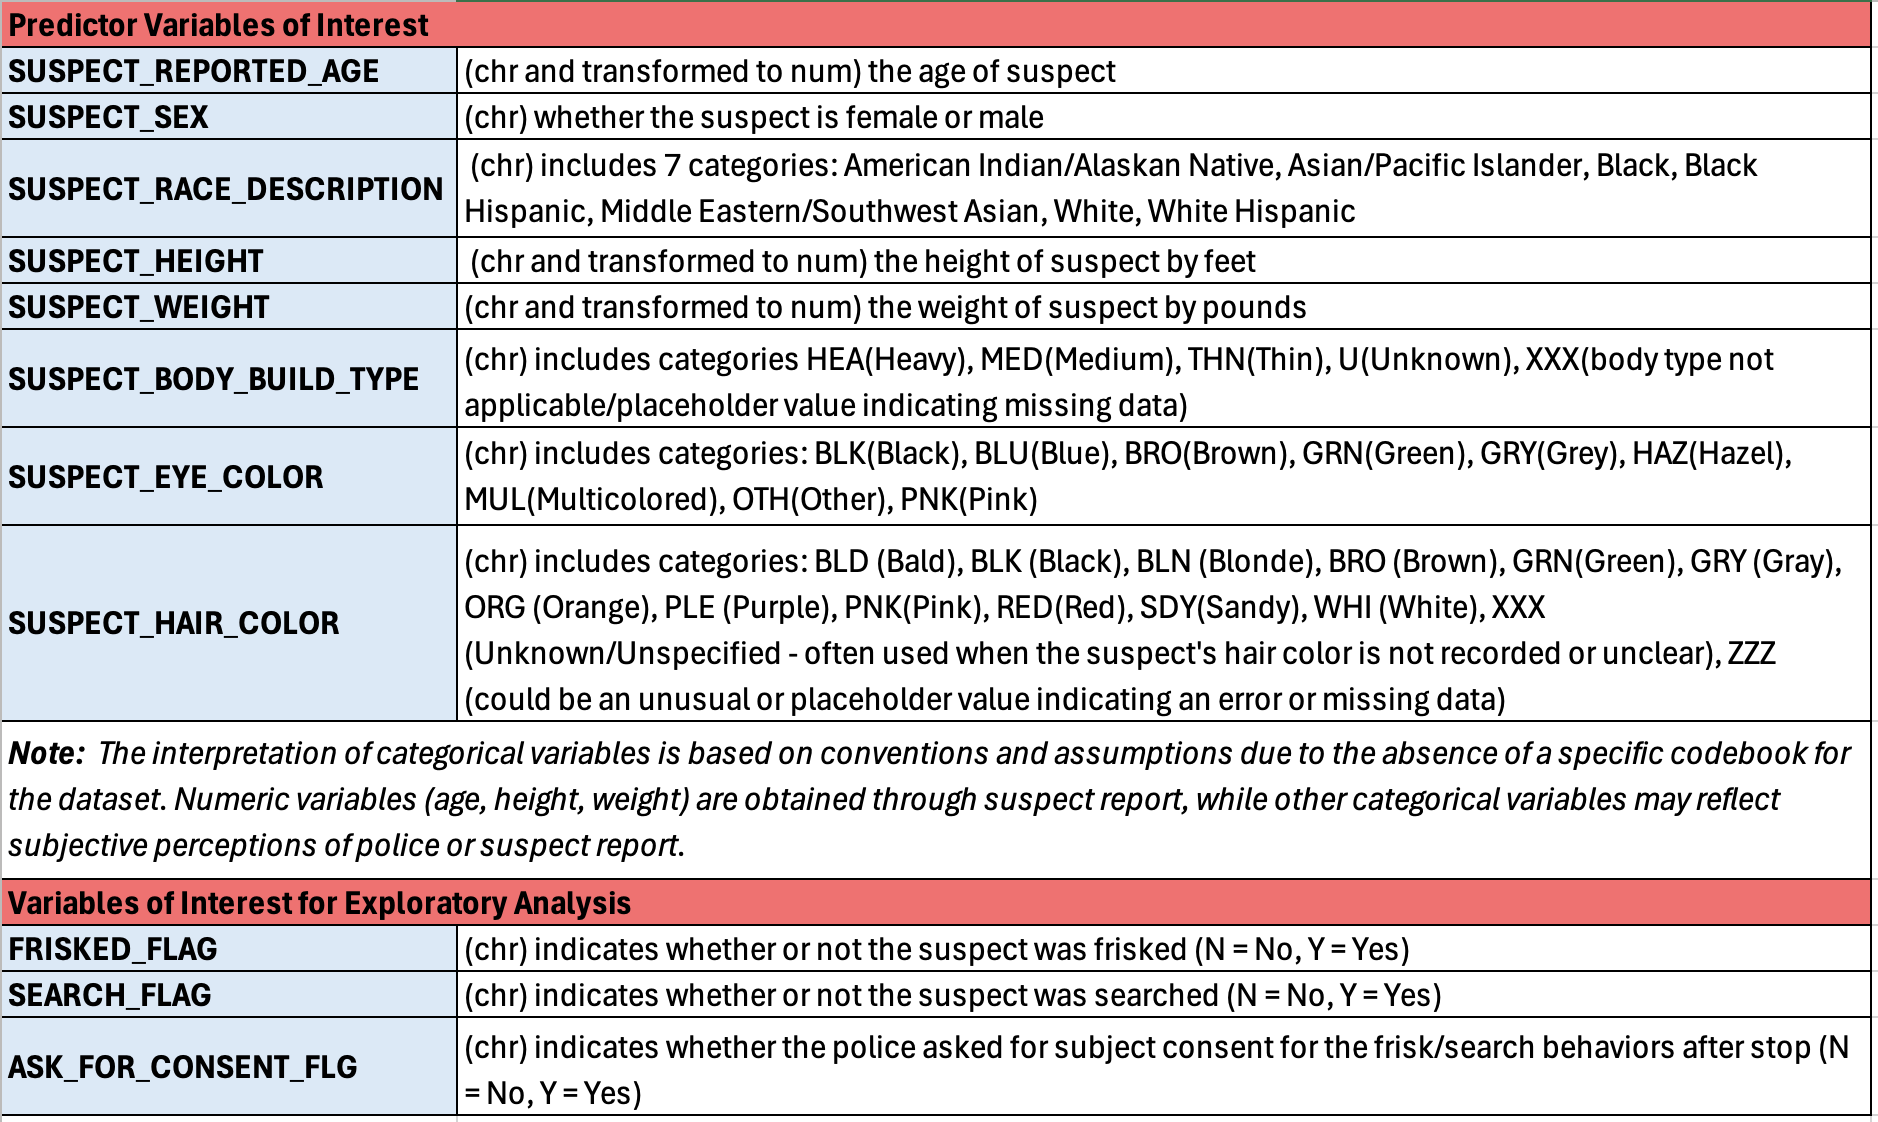 Predictor Variables of Interest
SUSPECT_REPORTED_AGE (chr and transformed to num) the age of suspect
SUSPECT_SEX (chr) whether the suspect is female or male
SUSPECT_RACE_DESCRIPTION (chr) includes 7 categories: American Indian/Alaskan Native, Asian/Pacific Islander, Black, Black
Hispanic, Middle Eastern/Southwest Asian, White, White Hispanic
SUSPECT_HEIGHT (chr and transformed to num) the height of suspect by feet
SUSPECT_WEIGHT (chr and transformed to num) the weight of suspect by pounds
SUSPECT_BODY_BUILD_TYPE (chr) includes categories HEA(Heavy), MED(Medium), THN(Thin), U(Unknown), XXX(body type not
applicable/placeholder value indicating missing data)
SUSPECT_EYE_COLOR (chr) includes categories: BLK(Black), BLU(Blue), BRO(Brown), GRN(Green), GRY(Grey), HAZ(Hazel),
MUL(Multicolored), OTH(Other), PNK(Pink)
SUSPECT_HAIR_COLOR (chr) includes categories: BLD (Bald), BLK (Black), BLN (Blonde), BRO (Brown), GRN(Green), GRY (Gray),
ORG (Orange), PLE (Purple), PNK(Pink), RED(Red), SDY(Sandy), WHI (White), XXX
(Unknown/Unspecified - often used when the suspect's hair color is not recorded or unclear), ZZZ
(could be an unusual or placeholder value indicating an error or missing data)
Note: The interpretation of categorical variables is based on conventions and assumptions due to the absence of a specific codebook for
the dataset. Numeric variables (age, height, weight) are obtained through suspect report, while other categorical variables may reflect
subjective perceptions of police or suspect report.
Variables of Interest for Exploratory Analysis
FRISKED_FLAG (chr) indicates whether or not the suspect was frisked (N = No, Y = Yes)
SEARCH_FLAG (chr) indicates whether or not the suspect was searched (N = No, Y = Yes)
ASK_FOR_CONSENT_FLG (chr) indicates whether the police asked for subject consent for the frisk/search behaviors after stop (N
= No, Y = Yes)